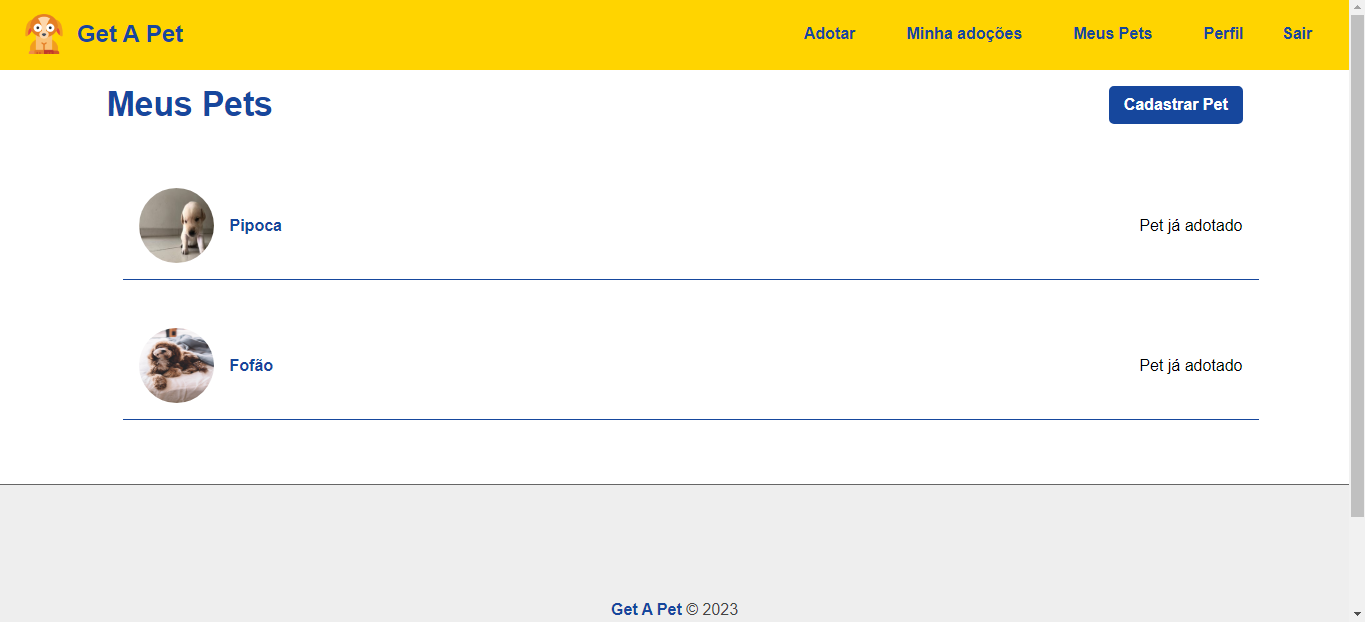 Get A Pet
Adotar Minha adoções Meus Pets Perfil Sair
Meus Pets
Cadastrar Pet
Pipoca
Pet já adotado
Fofão
Pet já adotado
Get A Pet © 2023